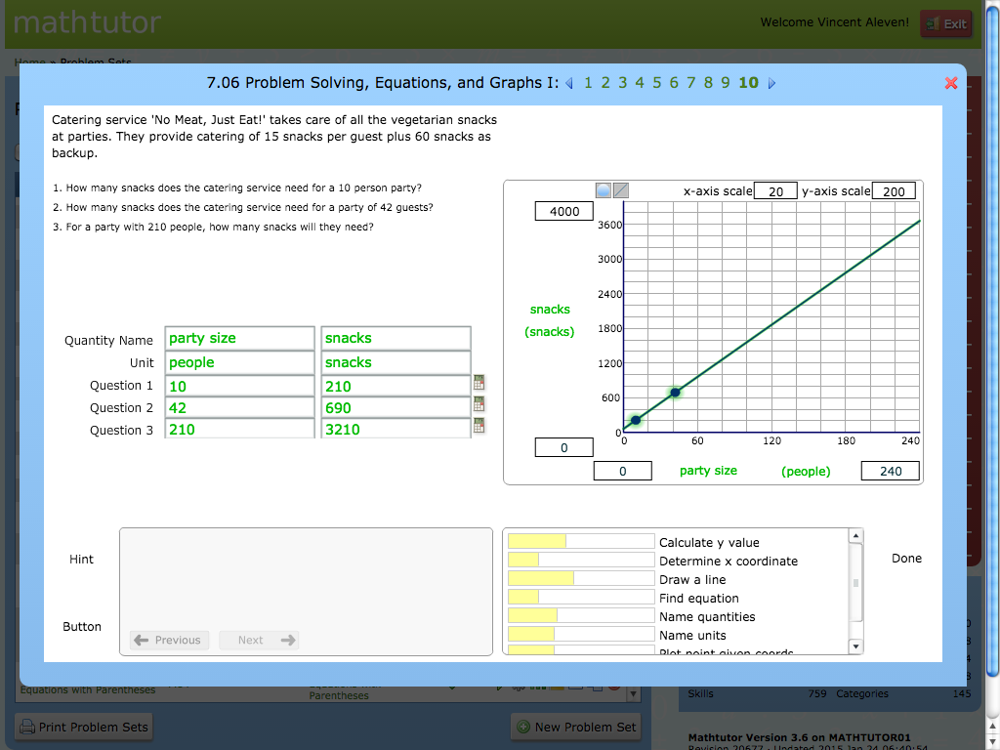 mathtutor
Welcome Vincent Aleven!
Exit
Home » Problem Sets
7.06 Problem Solving, Equations, and Graphs I: 1 2 3 4 5 6 7 8 9 10
Catering service 'No Meat, Just Eat!' takes care of all the vegetarian snacks
at parties. They provide catering of 15 snacks per guest plus 60 snacks as
backup.
1. How many snacks does the catering service need for a 10 person party?
2. How many snacks does the catering service need for a party of 42 guests?
3. For a party with 210 people, how many snacks will they need?
x-axis scale 20 y-axis scale 200
4000
3600
3000
2400
1800
1200
600
0
snacks
(snacks)
0
0 60 120 180 240
0 party size (people) 240
Quantity Name party size snacks
Unit people snacks
Question 1 10 210
Question 2 42 690
Question 3 210 3210
Hint
Button
Previous Next
Calculate y value
Determine x coordinate
Draw a line
Find equation
Name quantities
Name units
Plot point given coords
Done
Equations with Parentheses
Parentheses
Skills 759 Categories 145
Print Problem Sets
New Problem Set
Mathtutor Version 3.6 on MATHTUTOR01
Revision 20677 - Updated 2015 Jan 24 06:40:54